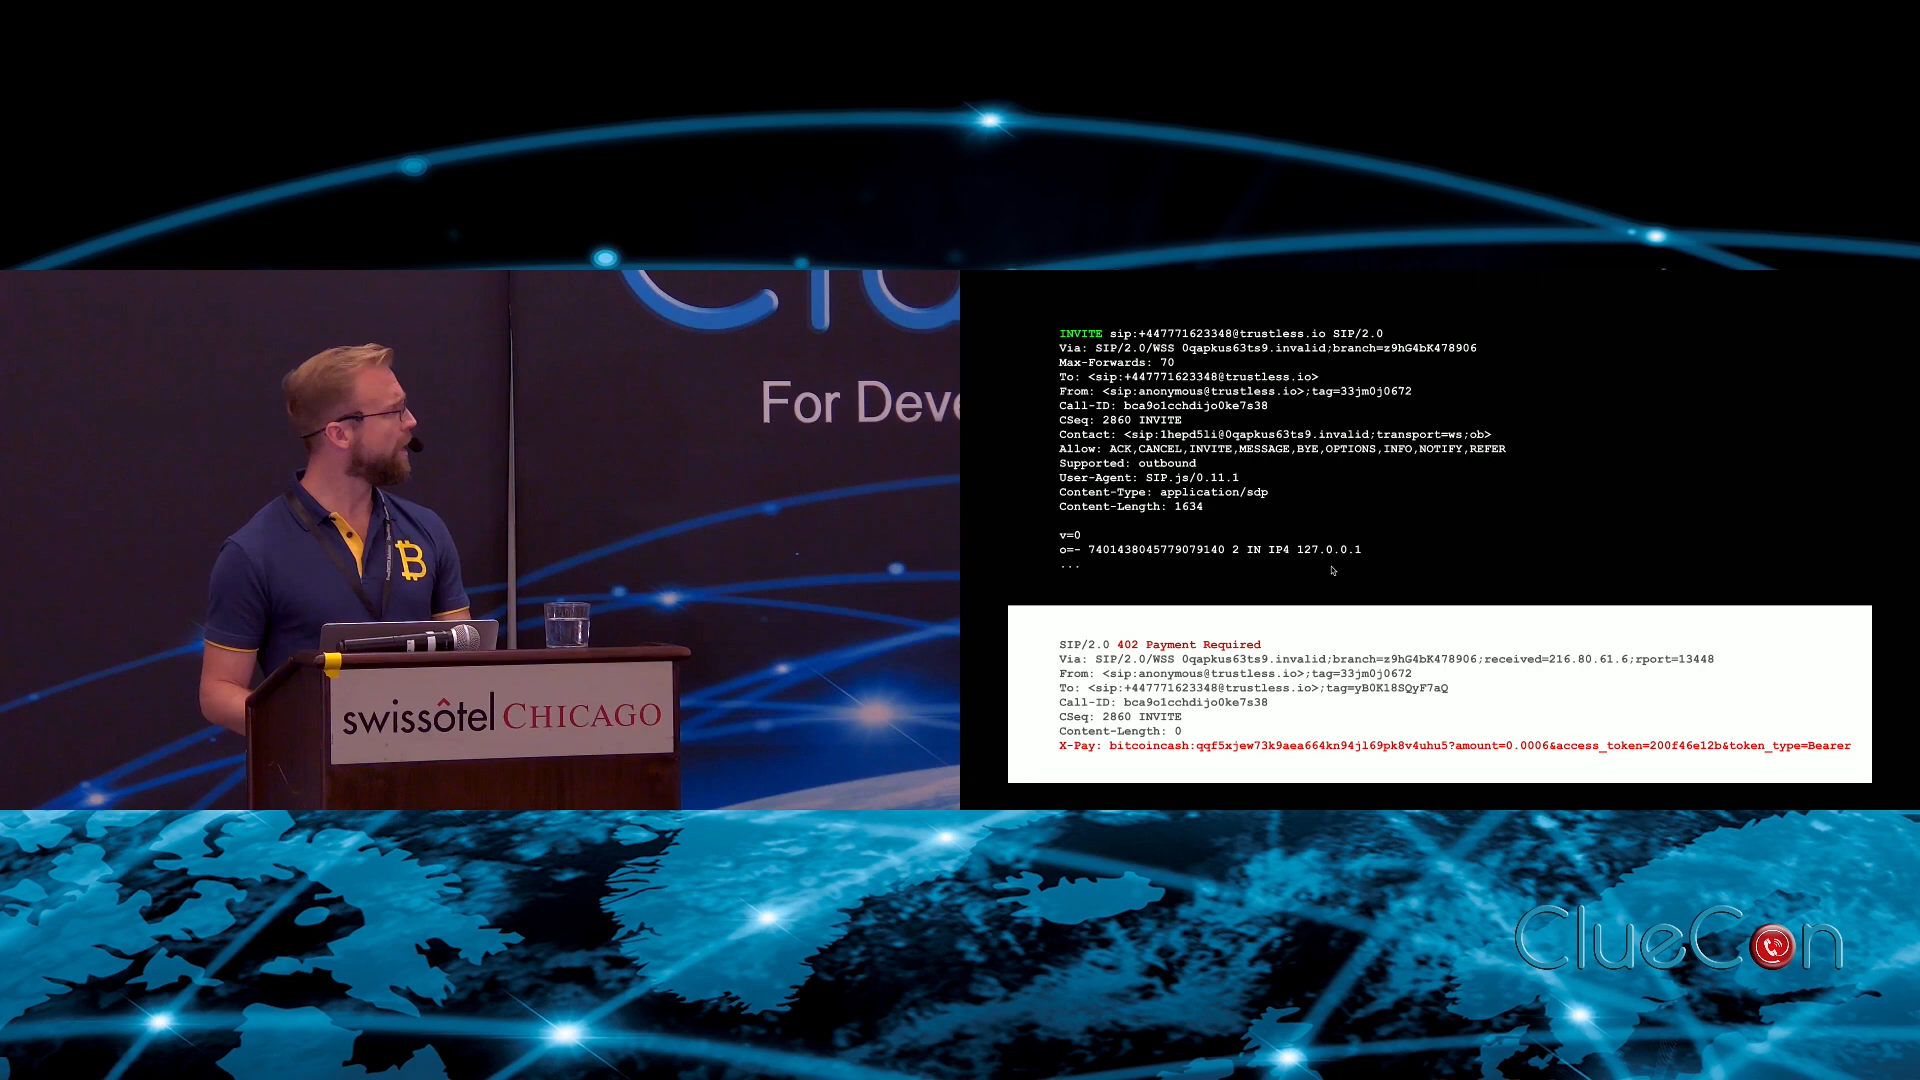 Clu
For Deve
swissôtel CHICAGO
INVITE sip:+447771623348@trustless.io SIP/2.0
Via: SIP/2.0/WSS 0qapkus63ts9.invalid;branch=z9hG4bK478906
Max-Forwards: 70
To: <sip:+447771623348@trustless.io>
From: <sip:anonymous@trustless.io>;tag=33jm0j0672
Call-ID: bca9o1cchdijo0ke7s38
CSeq: 2860 INVITE
Contact: <sip:1hepd5li@0qapkus63ts9.invalid;transport=ws;ob>
Allow: ACK,CANCEL,INVITE,MESSAGE,BYE,OPTIONS,INFO,NOTIFY,REFER
Supported: outbound
User-Agent: SIP.js/0.11.1
Content-Type: application/sdp
Content-Length: 1634
v=0
o=- 7401438045779079140 2 IN IP4 127.0.0.1
...
SIP/2.0 402 Payment Required
Via: SIP/2.0/WSS 0qapkus63ts9.invalid;branch=z9hG4bK478906;received=216.80.61.6;rport=13448
From: <sip:anonymous@trustless.io>;tag=33jm0j0672
To: <sip:+447771623348@trustless.io>;tag=yB0K18SQyF7aQ
Call-ID: bca9o1cchdijo0ke7s38
CSeq: 2860 INVITE
Content-Length: 0
X-Pay: bitcoincash:qqf5xjew73k9aea664kn94jl69pk8v4uhu5?amount=0.0006&access_token=200f46e12b&token_type=Bearer
ClueCon